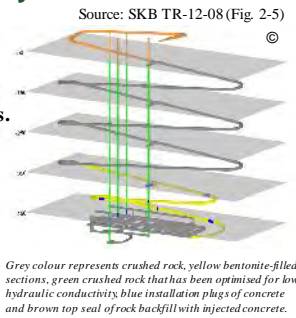 Source: SKB TR-12-08 (Fig. 2-5)
©
s.
Grey colour represents crushed rock, yellow bentonite-filled
sections, green crushed rock that has been optimised for low
hydraulic conductivity, blue installation plugs of concrete
and brown top seal of rock backfill with injected concrete.